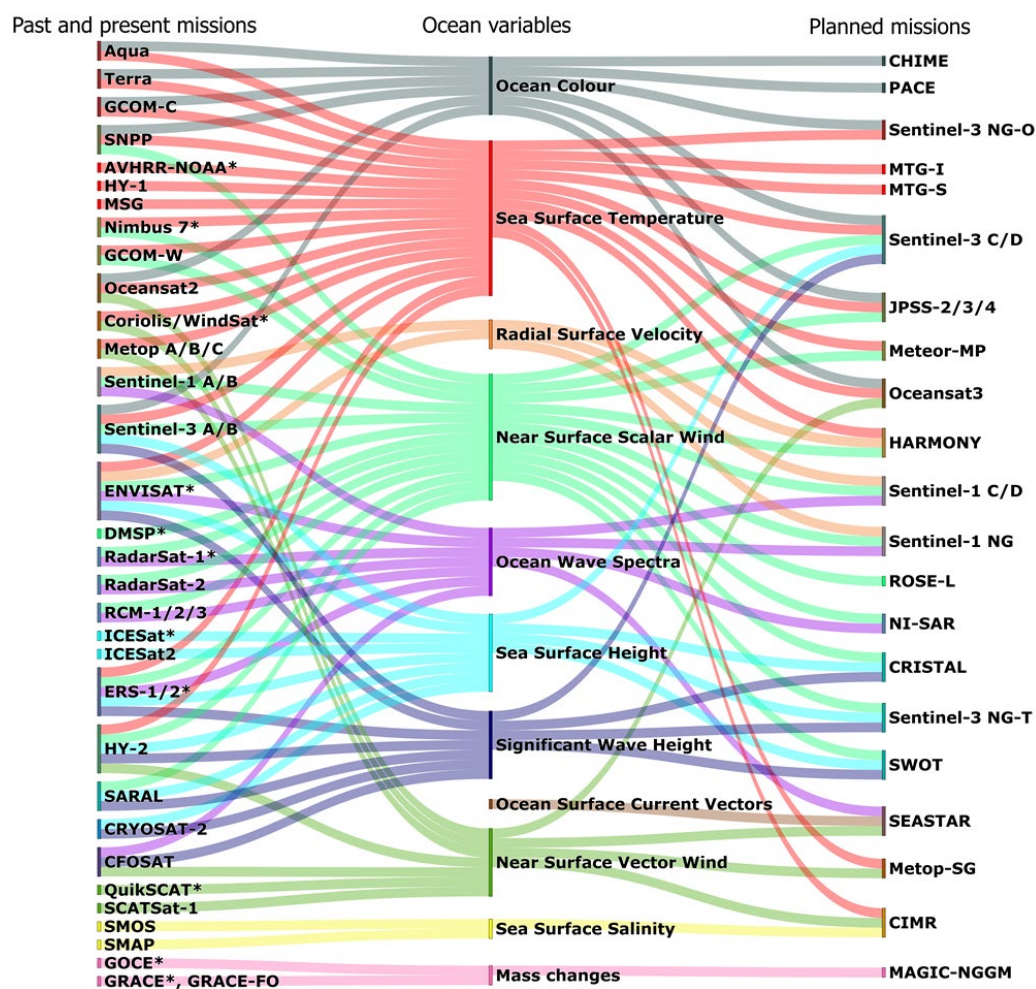 Past and present missions
Ocean variables
Planned missions
Aqua
Terra
GCOM-C
SNPP
AVHRR-NOAA*
HY-1
MSG
Nimbus 7*
GCOM-W
Oceansat2
Coriolis/WindSat*
Metop A/B/C
Sentinel-1 A/B
Sentinel-3 A/B
ENVISAT*
DMSP*
RadarSat-1*
RadarSat-2
RCM-1/2/3
ICESat*
ICESat2
ERS-1/2*
HY-2
SARAL
CRYOSAT-2
CFOSAT
QuikSCAT*
SCATSat-1
SMOS
SMAP
GOCE*
GRACE*, GRACE-FO
Ocean Colour
Sea Surface Temperature
Radial Surface Velocity
Near Surface Scalar Wind
Ocean Wave Spectra
Sea Surface Height
Significant Wave Height
Ocean Surface Current Vectors
Near Surface Vector Wind
Sea Surface Salinity
Mass changes
CHIME
PACE
Sentinel-3 NG-O
MTG-I
MTG-S
Sentinel-3 C/D
JPSS-2/3/4
Meteor-MP
Oceansat3
HARMONY
Sentinel-1 C/D
Sentinel-1 NG
ROSE-L
NI-SAR
CRISTAL
Sentinel-3 NG-T
SWOT
SEASTAR
Metop-SG
CIMR
MAGIC-NGGM